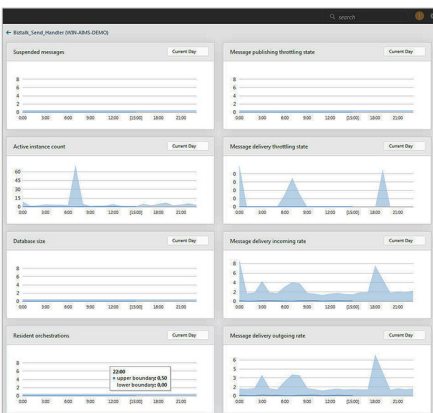 search
← Biztalk_Send_Handler (WIN-AIMS-DEMO)
Suspended messages Current Day
8
6
4
2
0
0:00 3:00 6:00 9:00 12:00 [15:00] 18:00 21:00
Message publishing throttling state Current Day
8
6
4
2
0
0:00 3:00 6:00 9:00 12:00 [15:00] 18:00 21:00
Active instance count Current Day
60
45
30
15
0
0:00 3:00 6:00 9:00 12:00 [15:00] 18:00 21:00
Message delivery throttling state Current Day
0
0
0
0
0
0:00 3:00 6:00 9:00 12:00 [15:00] 18:00 21:00
Database size Current Day
8
6
4
2
0
0:00 3:00 6:00 9:00 12:00 [15:00] 18:00 21:00
Message delivery incoming rate Current Day
8
6
4
2
0
0:00 3:00 6:00 9:00 12:00 [15:00] 18:00 21:00
Resident orchestrations Current Day
8
6
4
2
0
22:00
upper boundary: 0,50
lower boundary: 0,00
0:00 3:00 6:00 9:00 12:00 [15:00] 18:00 21:00
Message delivery outgoing rate Current Day
6
5
3
2
0
0:00 3:00 6:00 9:00 12:00 [15:00] 18:00 21:00